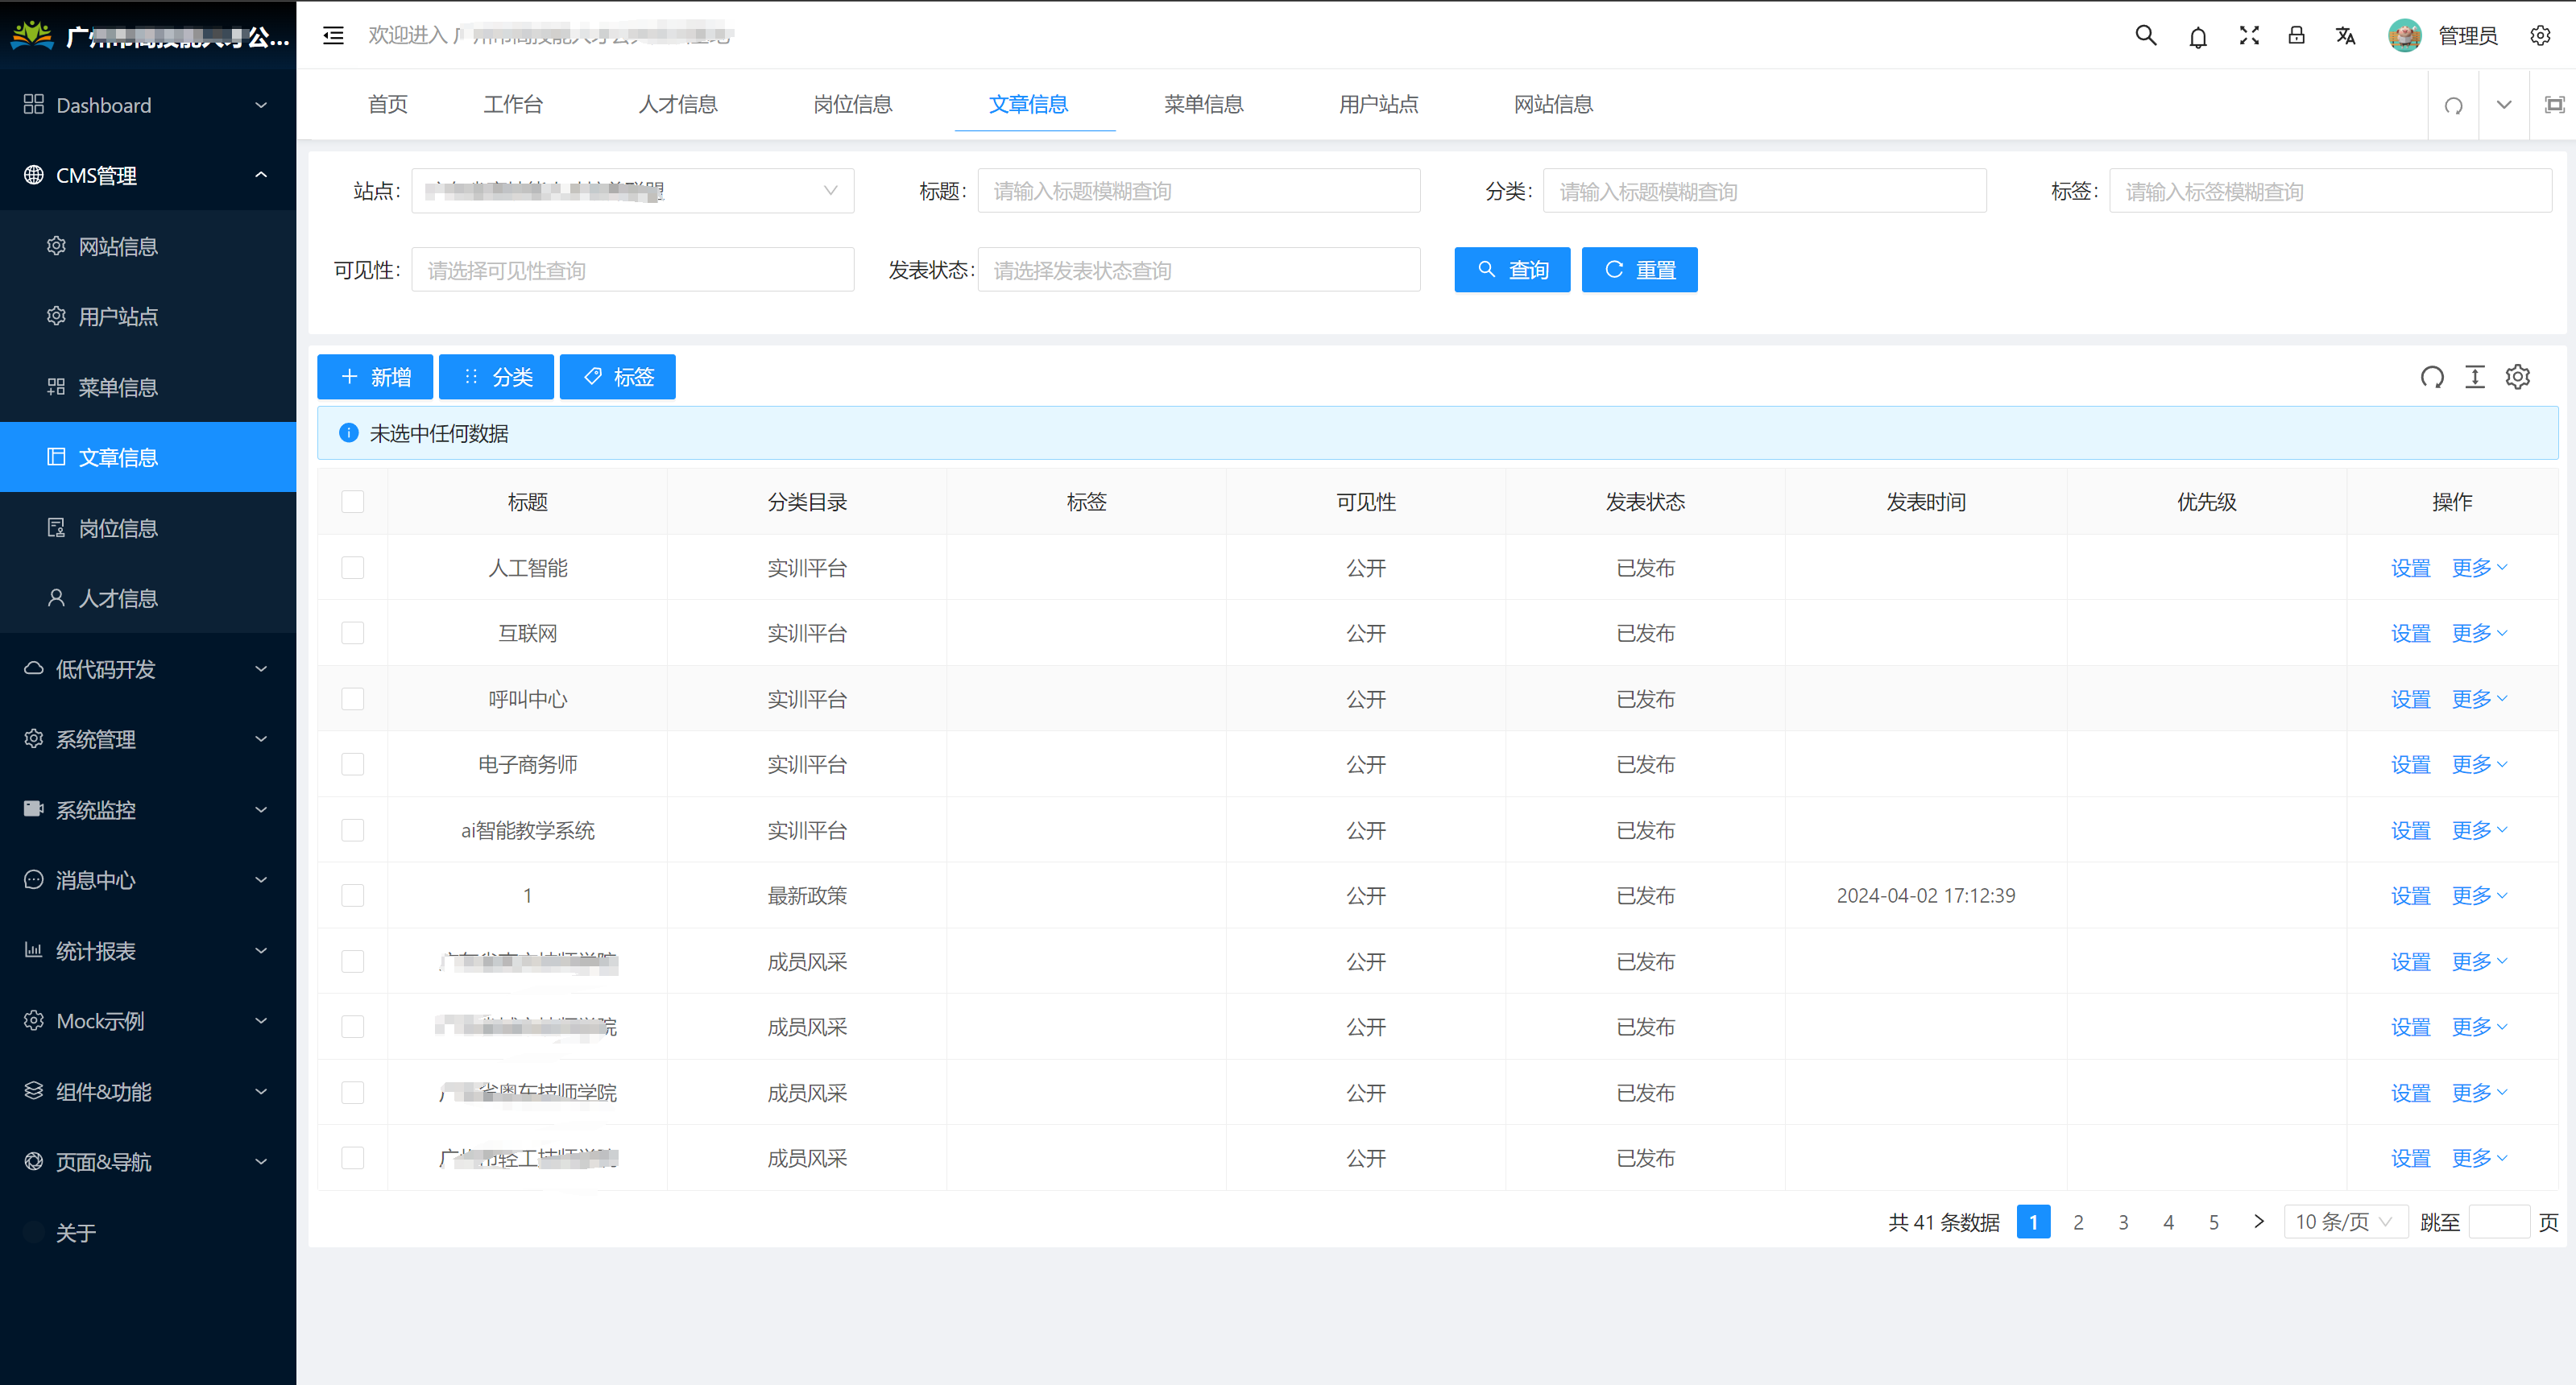 欢迎进入
管理员
Dashboard
CMS管理
网站信息
用户站点
菜单信息
文章信息
岗位信息
人才信息
低代码开发
系统管理
系统监控
消息中心
统计报表
Mock示例
组件&功能
页面&导航
关于
首页 工作台 人才信息 岗位信息 文章信息 菜单信息 用户站点 网站信息
站点: 标题: 请输入标题模糊查询 分类: 请输入标题模糊查询 标签: 请输入标签模糊查询
可见性: 请选择可见性查询 发表状态: 请选择发表状态查询 查询 重置
新增 分类 标签
未选中任何数据
标题 分类目录 标签 可见性 发表状态 发表时间 优先级 操作
人工智能 实训平台 公开 已发布 设置 更多
互联网 实训平台 公开 已发布 设置 更多
呼叫中心 实训平台 公开 已发布 设置 更多
电子商务师 实训平台 公开 已发布 设置 更多
ai智能教学系统 实训平台 公开 已发布 设置 更多
1 最新政策 公开 已发布 2024-04-02 17:12:39 设置 更多
成员风采 公开 已发布 设置 更多
成员风采 公开 已发布 设置 更多
省粤东技师学院 成员风采 公开 已发布 设置 更多
成员风采 公开 已发布 设置 更多
共 41 条数据 1 2 3 4 5 10 条/页 跳至 页